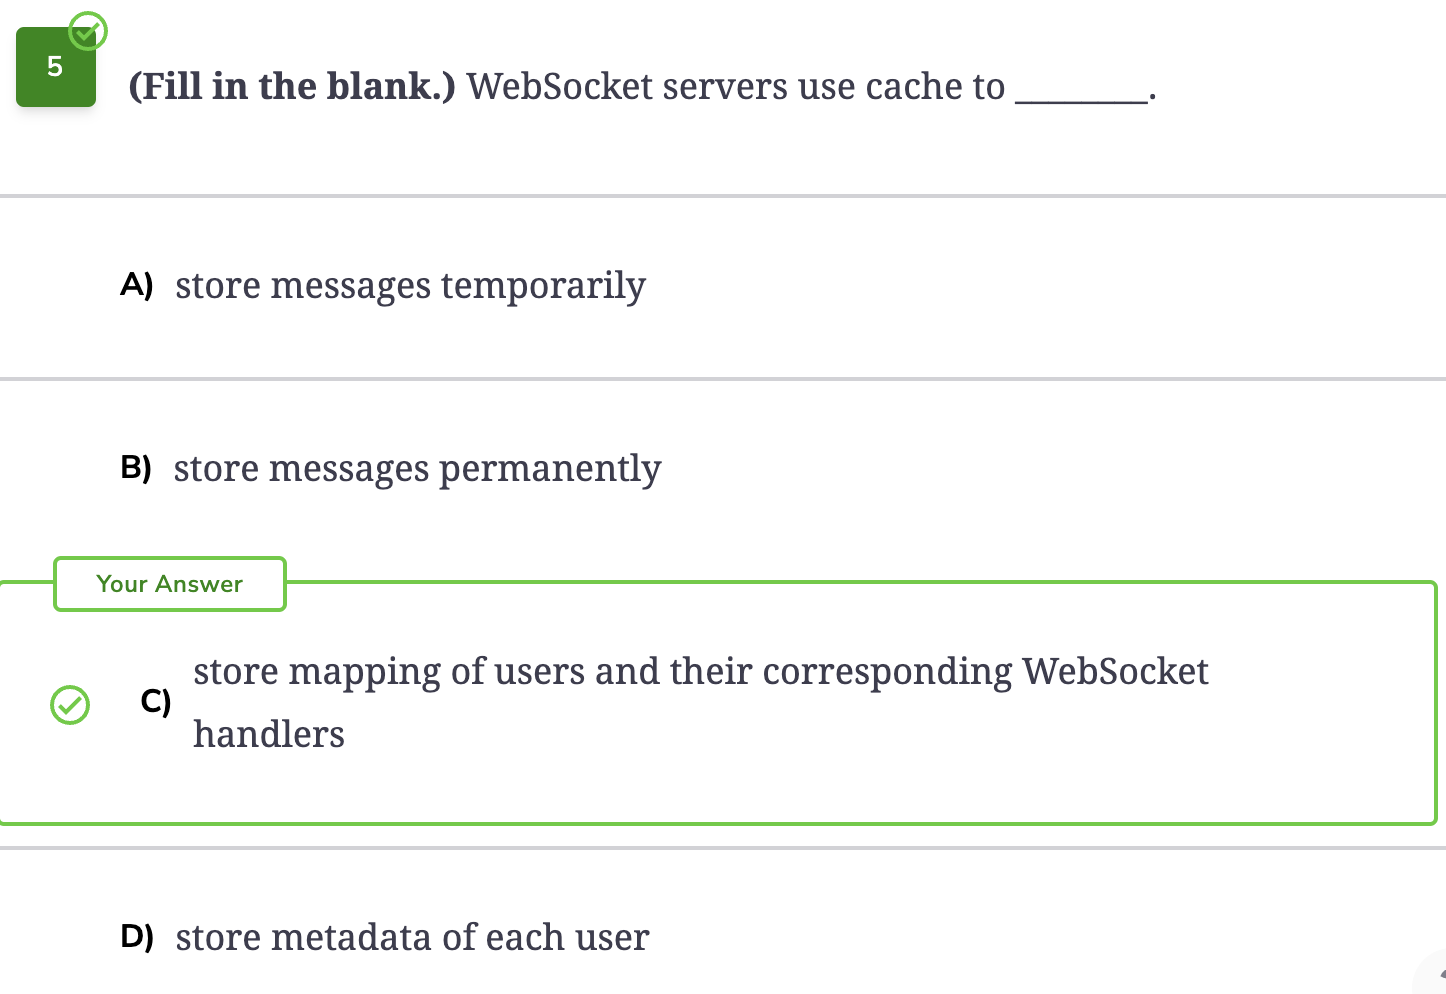 5
(Fill in the blank.) WebSocket servers use cache to ________.
A) store messages temporarily
B) store messages permanently
Your Answer
C) store mapping of users and their corresponding WebSocket
handlers
D) store metadata of each user